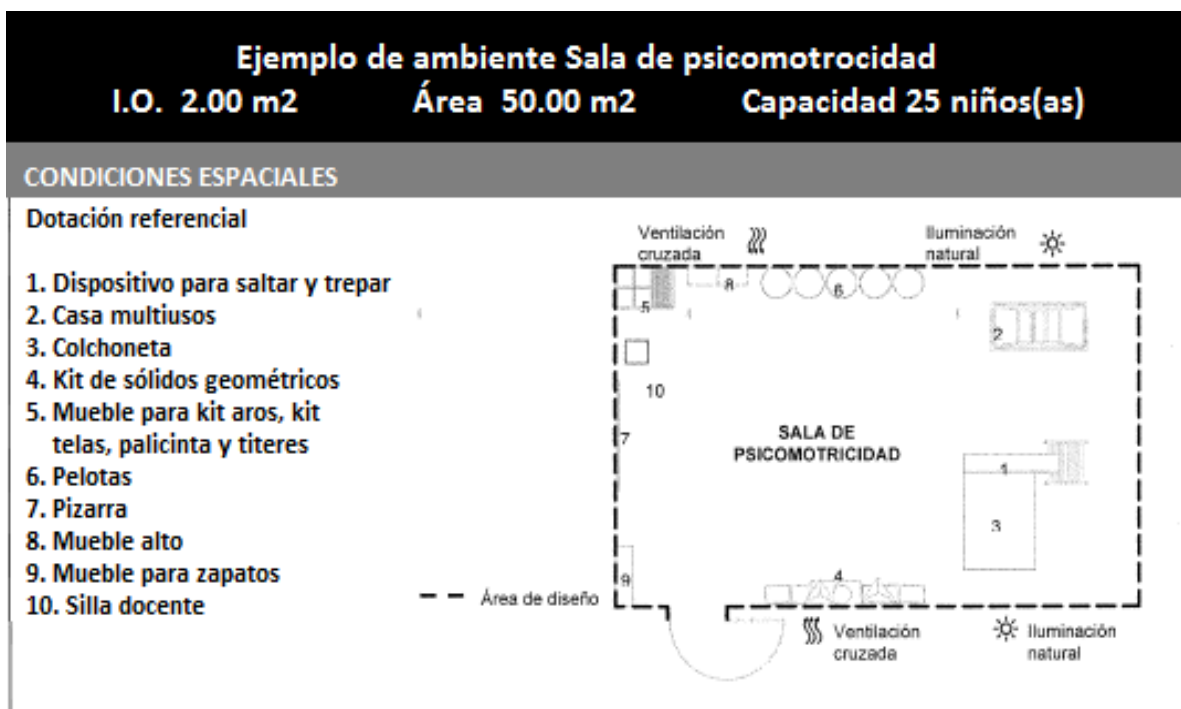 Ejemplo de ambiente Sala de psicomotrocidad
I.O. 2.00 m2 Área 50.00 m2 Capacidad 25 niños(as)
CONDICIONES ESPACIALES
Dotación referencial
1. Dispositivo para saltar y trepar
2. Casa multiusos
3. Colchoneta
4. Kit de sólidos geométricos
5. Mueble para kit aros, kit
telas, palicinta y titeres
6. Pelotas
7. Pizarra
8. Mueble alto
9. Mueble para zapatos
10. Silla docente
Ventilación
cruzada
Iluminación
natural
5
8
6
2
10
7
SALA DE
PSICOMOTRICIDAD
1
3
9
4
Área de diseño
Ventilación
cruzada
Iluminación
natural